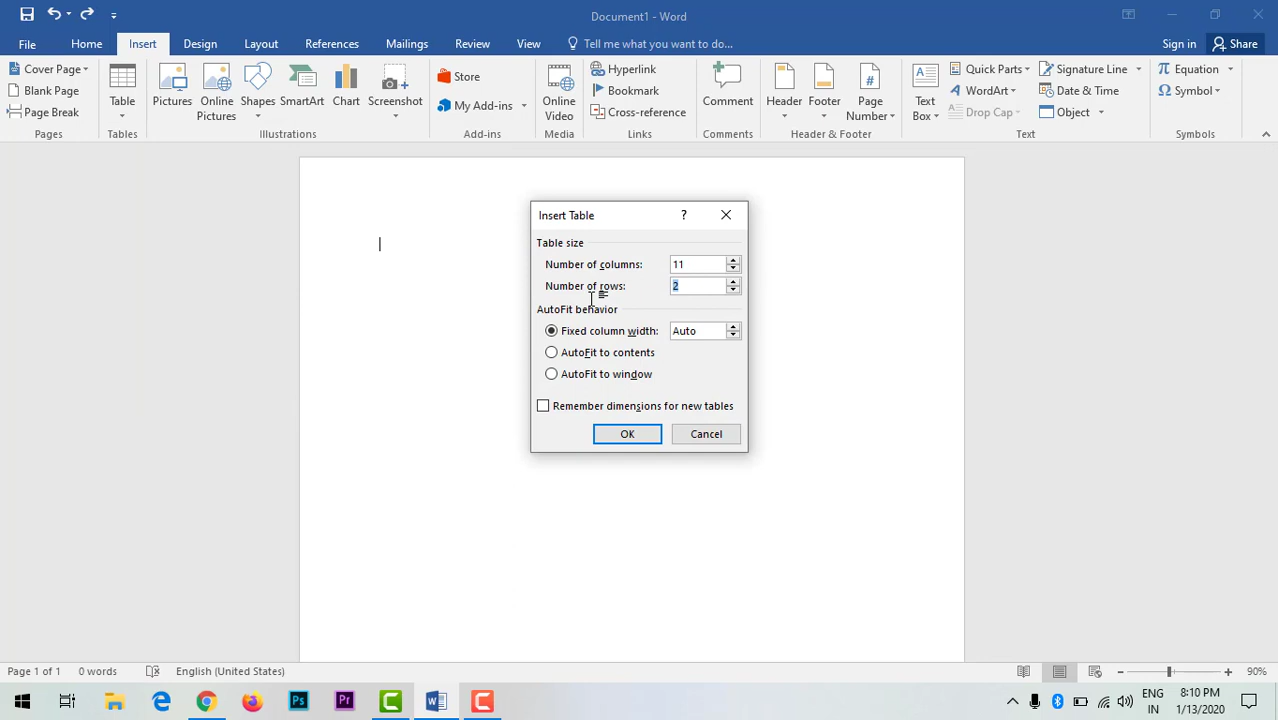 Document1 - Word
File Home Insert Design Layout References Mailings Review View Tell me what you want to do... Sign in Share
Cover Page
Blank Page
Page Break
Pages
Table
Tables
Pictures
Online Pictures
Shapes
SmartArt
Chart
Screenshot
Illustrations
Store
My Add-ins
Add-ins
Online Video
Media
Hyperlink
Bookmark
Cross-reference
Links
Comment
Comments
Header
Footer
Page Number
Header & Footer
Text Box
Quick Parts
WordArt
Drop Cap
Signature Line
Date & Time
Object
Text
Equation
Symbol
Symbols
Insert Table ?
Table size
Number of columns: 11
Number of rows: 2
AutoFit behavior
Fixed column width: Auto
AutoFit to contents
AutoFit to window
Remember dimensions for new tables
OK Cancel
Page 1 of 1 0 words English (United States) 90%
Ps Pr W
ENG
IN
8:10 PM
1/13/2020